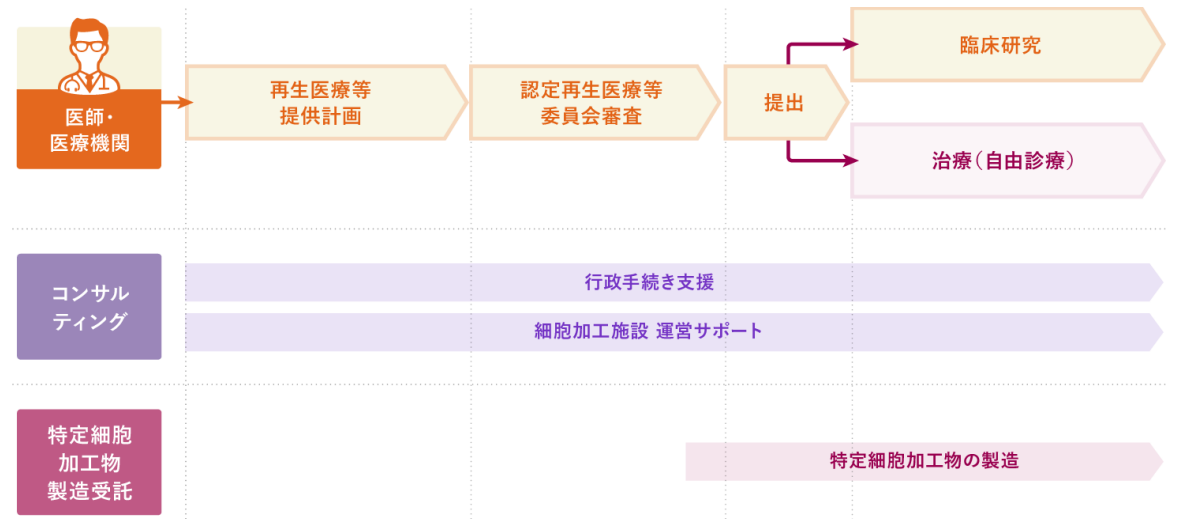 医師・
医療機関
再生医療等
提供計画
認定再生医療等
委員会審査
提出
臨床研究
治療（自由診療）
コンサル
ティング
行政手続き支援
細胞加工施設 運営サポート
特定細胞
加工物
製造受託
特定細胞加工物の製造